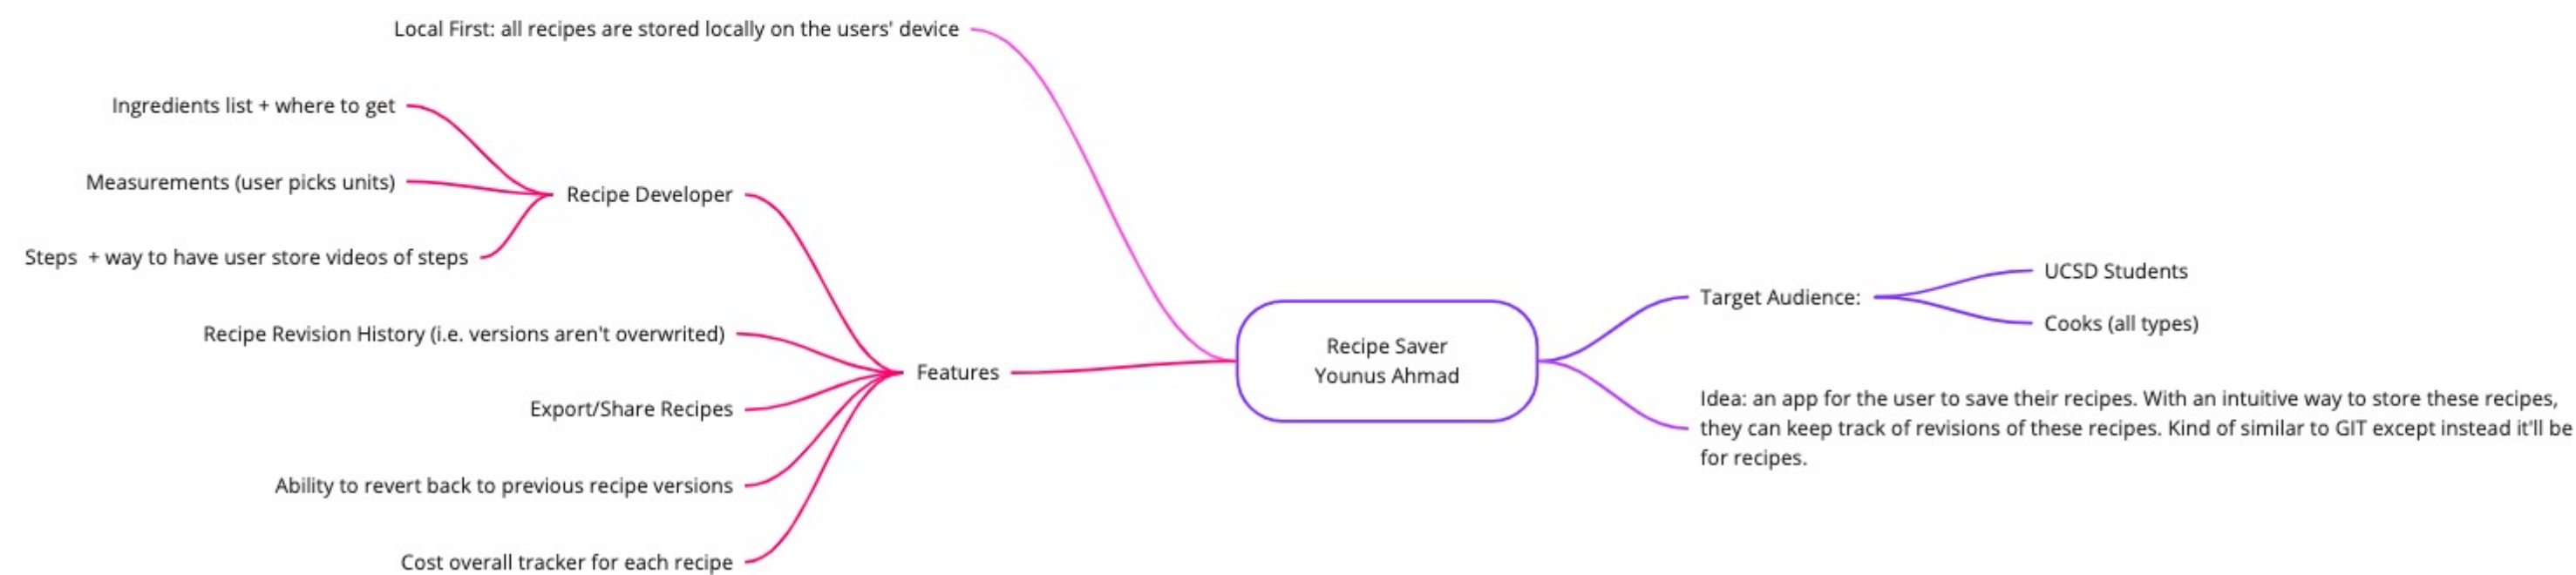 Local First: all recipes are stored locally on the users' device
Ingredients list + where to get
Measurements (user picks units)
Steps  + way to have user store videos of steps
Recipe Developer
Recipe Revision History (i.e. versions aren't overwrited)
Export/Share Recipes
Ability to revert back to previous recipe versions
Cost overall tracker for each recipe
Features
Recipe Saver
Younus Ahmad
Target Audience:
UCSD Students
Cooks (all types)
Idea: an app for the user to save their recipes. With an intuitive way to store these recipes,
they can keep track of revisions of these recipes. Kind of similar to GIT except instead it'll be
for recipes.